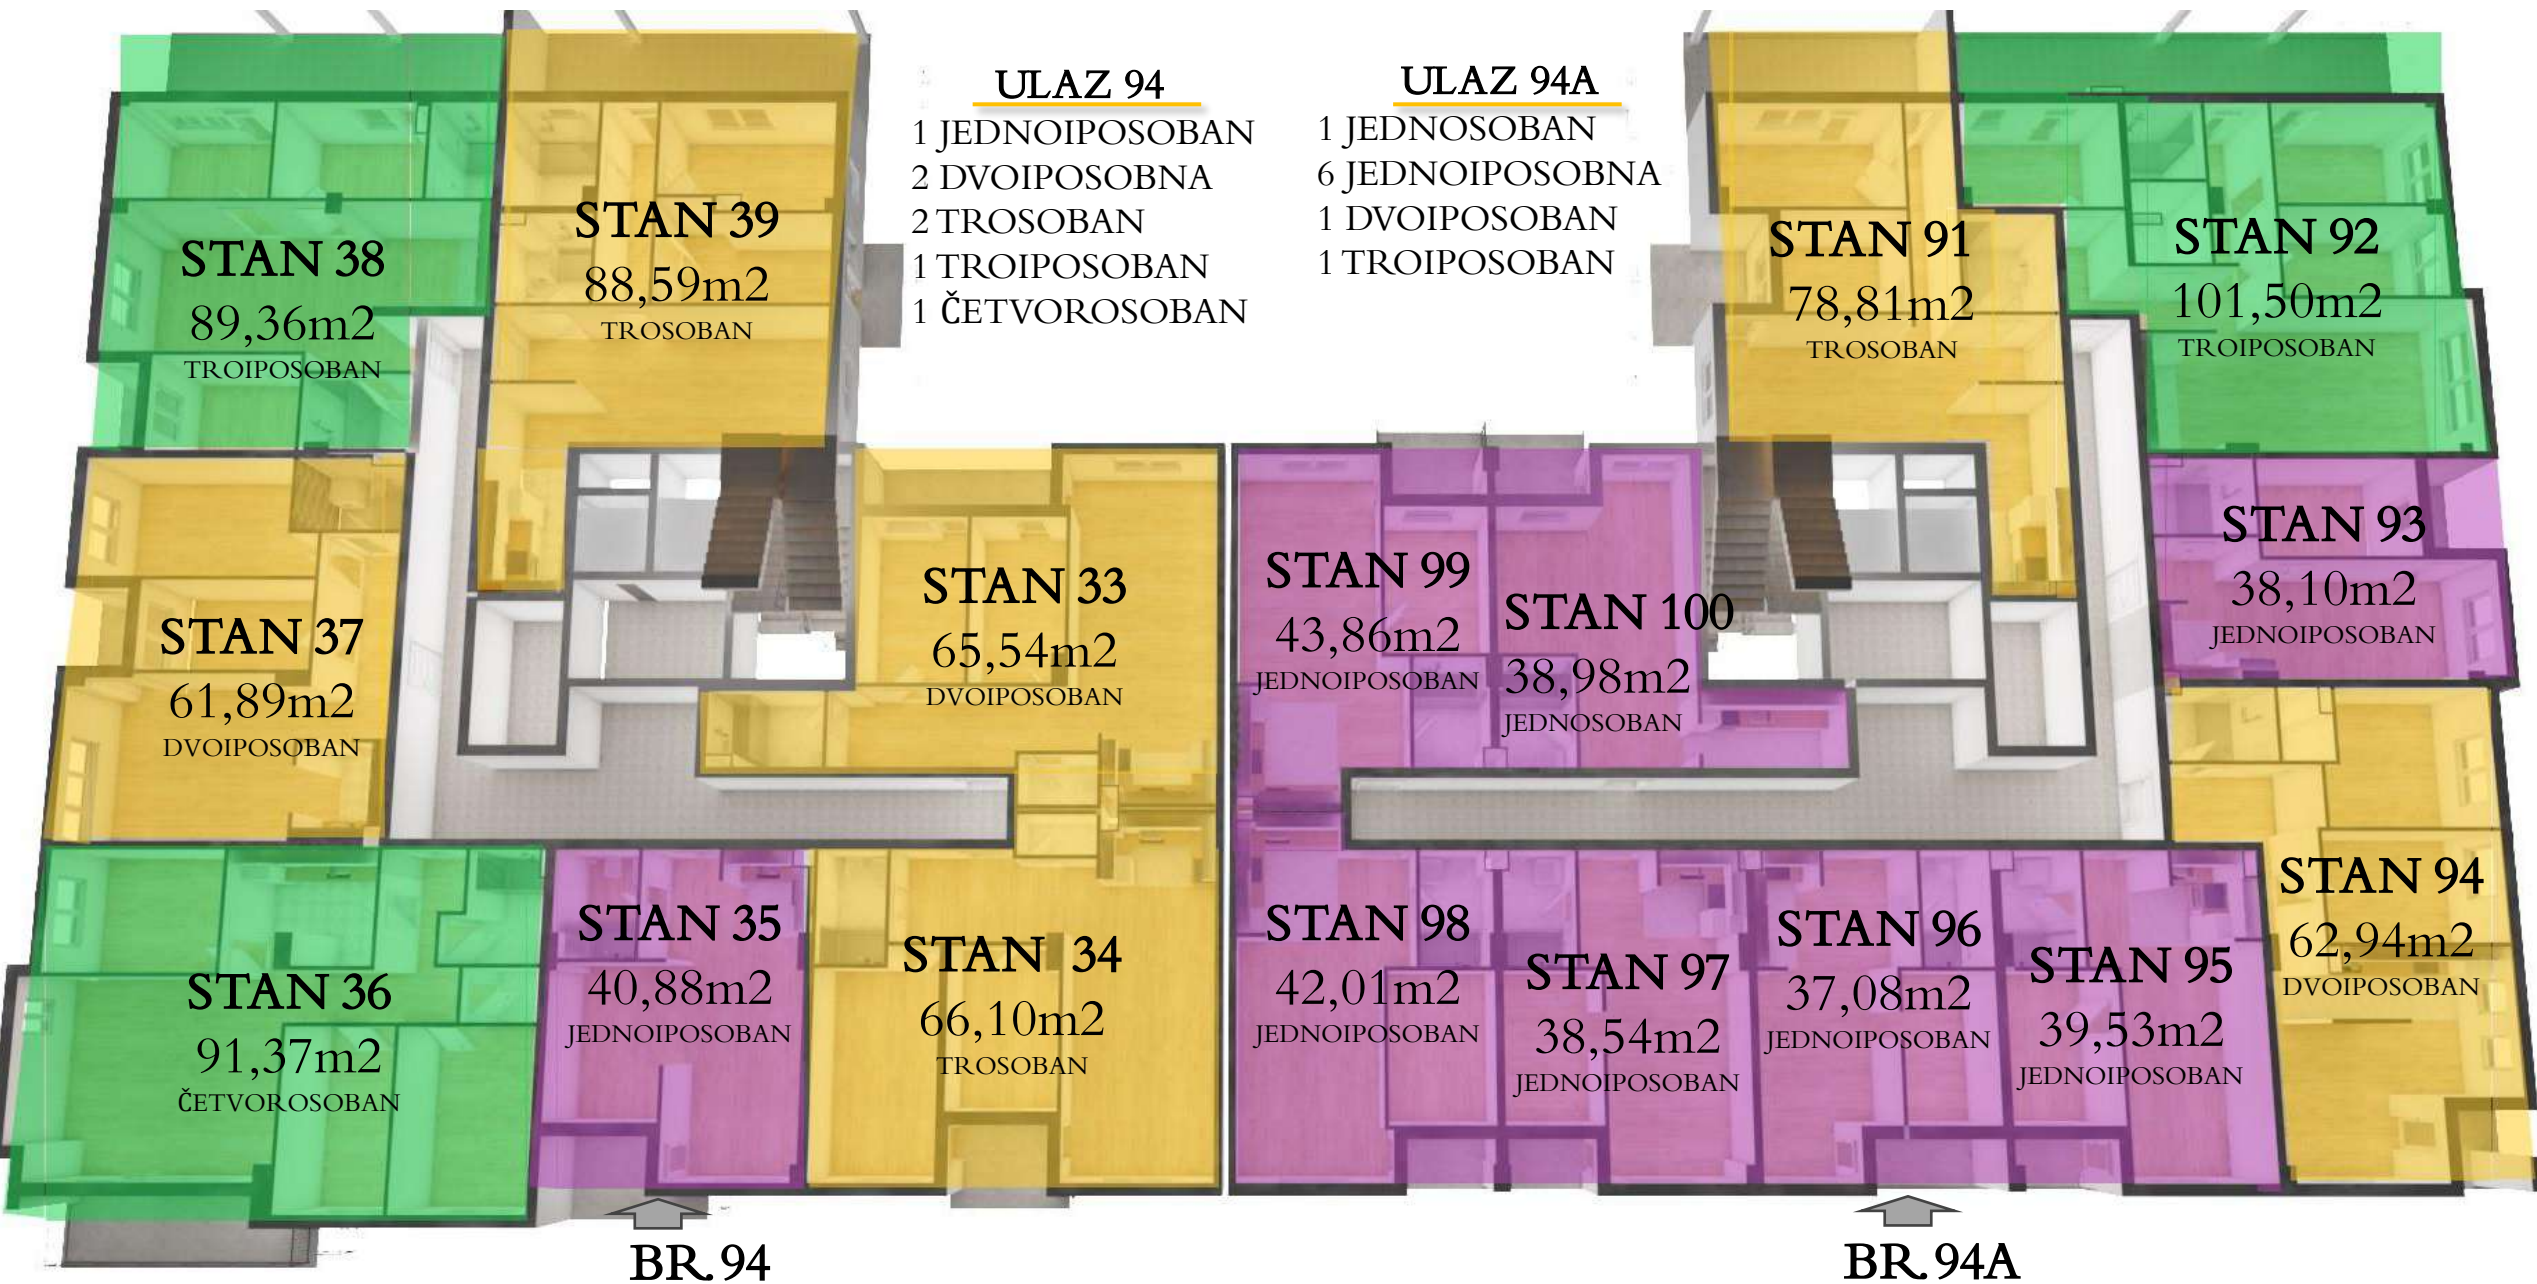 ULAZ 94
1 JEDNOIPOSOBAN
2 DVOIPOSOBNA
2 TROSOBAN
1 TROIPOSOBAN
1 ČETVOROSOBAN
ULAZ 94A
1 JEDNOSOBAN
6 JEDNOIPOSOBNA
1 DVOIPOSOBAN
1 TROIPOSOBAN
STAN 38
89,36m2
TROIPOSOBAN
STAN 39
88,59m2
TROSOBAN
STAN 91
78,81m2
TROSOBAN
STAN 92
101,50m2
TROIPOSOBAN
STAN 37
61,89m2
DVOIPOSOBAN
STAN 33
65,54m2
DVOIPOSOBAN
STAN 99
43,86m2
JEDNOIPOSOBAN
STAN 100
38,98m2
JEDNOSOBAN
STAN 93
38,10m2
JEDNOIPOSOBAN
STAN 36
91,37m2
ČETVOROSOBAN
STAN 35
40,88m2
JEDNOIPOSOBAN
STAN 34
66,10m2
TROSOBAN
STAN 98
42,01m2
JEDNOIPOSOBAN
STAN 97
38,54m2
JEDNOIPOSOBAN
STAN 96
37,08m2
JEDNOIPOSOBAN
STAN 95
39,53m2
JEDNOIPOSOBAN
STAN 94
62,94m2
DVOIPOSOBAN
BR. 94
BR. 94A